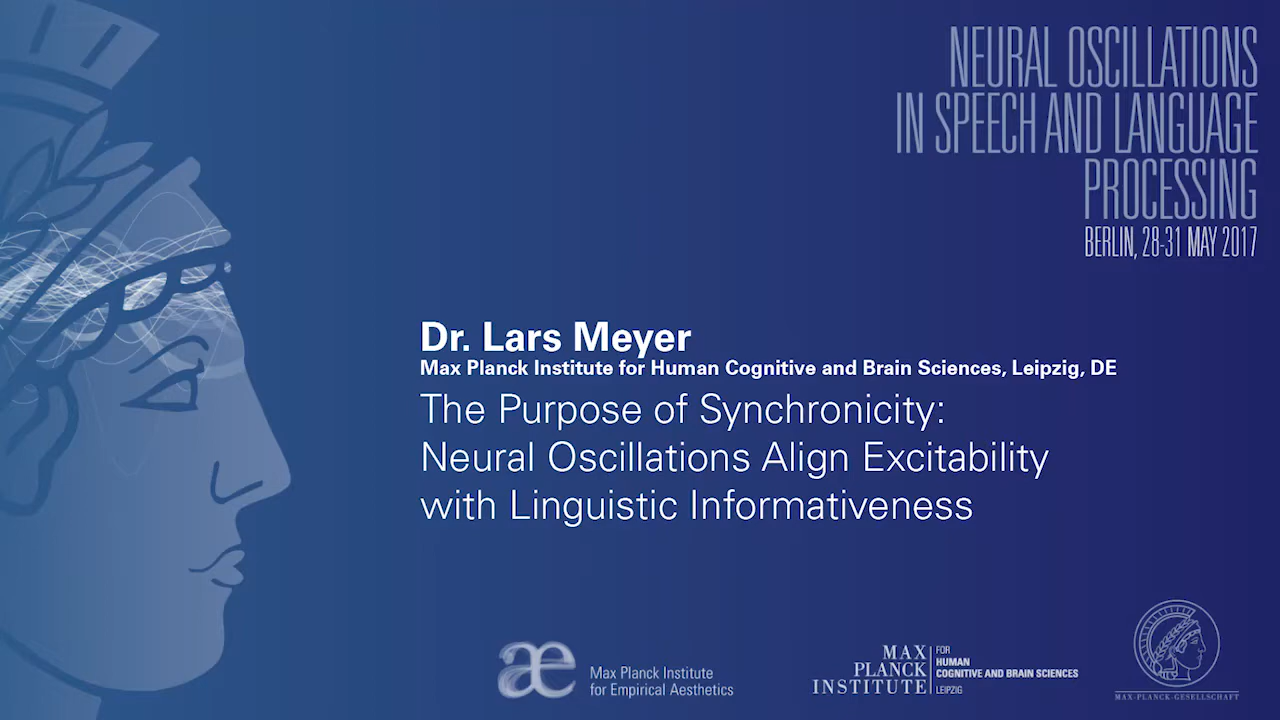 NEURAL OSCILLATIONS
IN SPEECH AND LANGUAGE
PROCESSING
BERLIN, 28-31 MAY 2017
Dr. Lars Meyer
Max Planck Institute for Human Cognitive and Brain Sciences, Leipzig, DE
The Purpose of Synchronicity:
Neural Oscillations Align Excitability
with Linguistic Informativeness
æ
Max Planck Institute
for Empirical Aesthetics
MAX
PLANCK
INSTITUTE
FOR
HUMAN
COGNITIVE AND BRAIN SCIENCES
LEIPZIG
MAX-PLANCK-GESELLSCHAFT